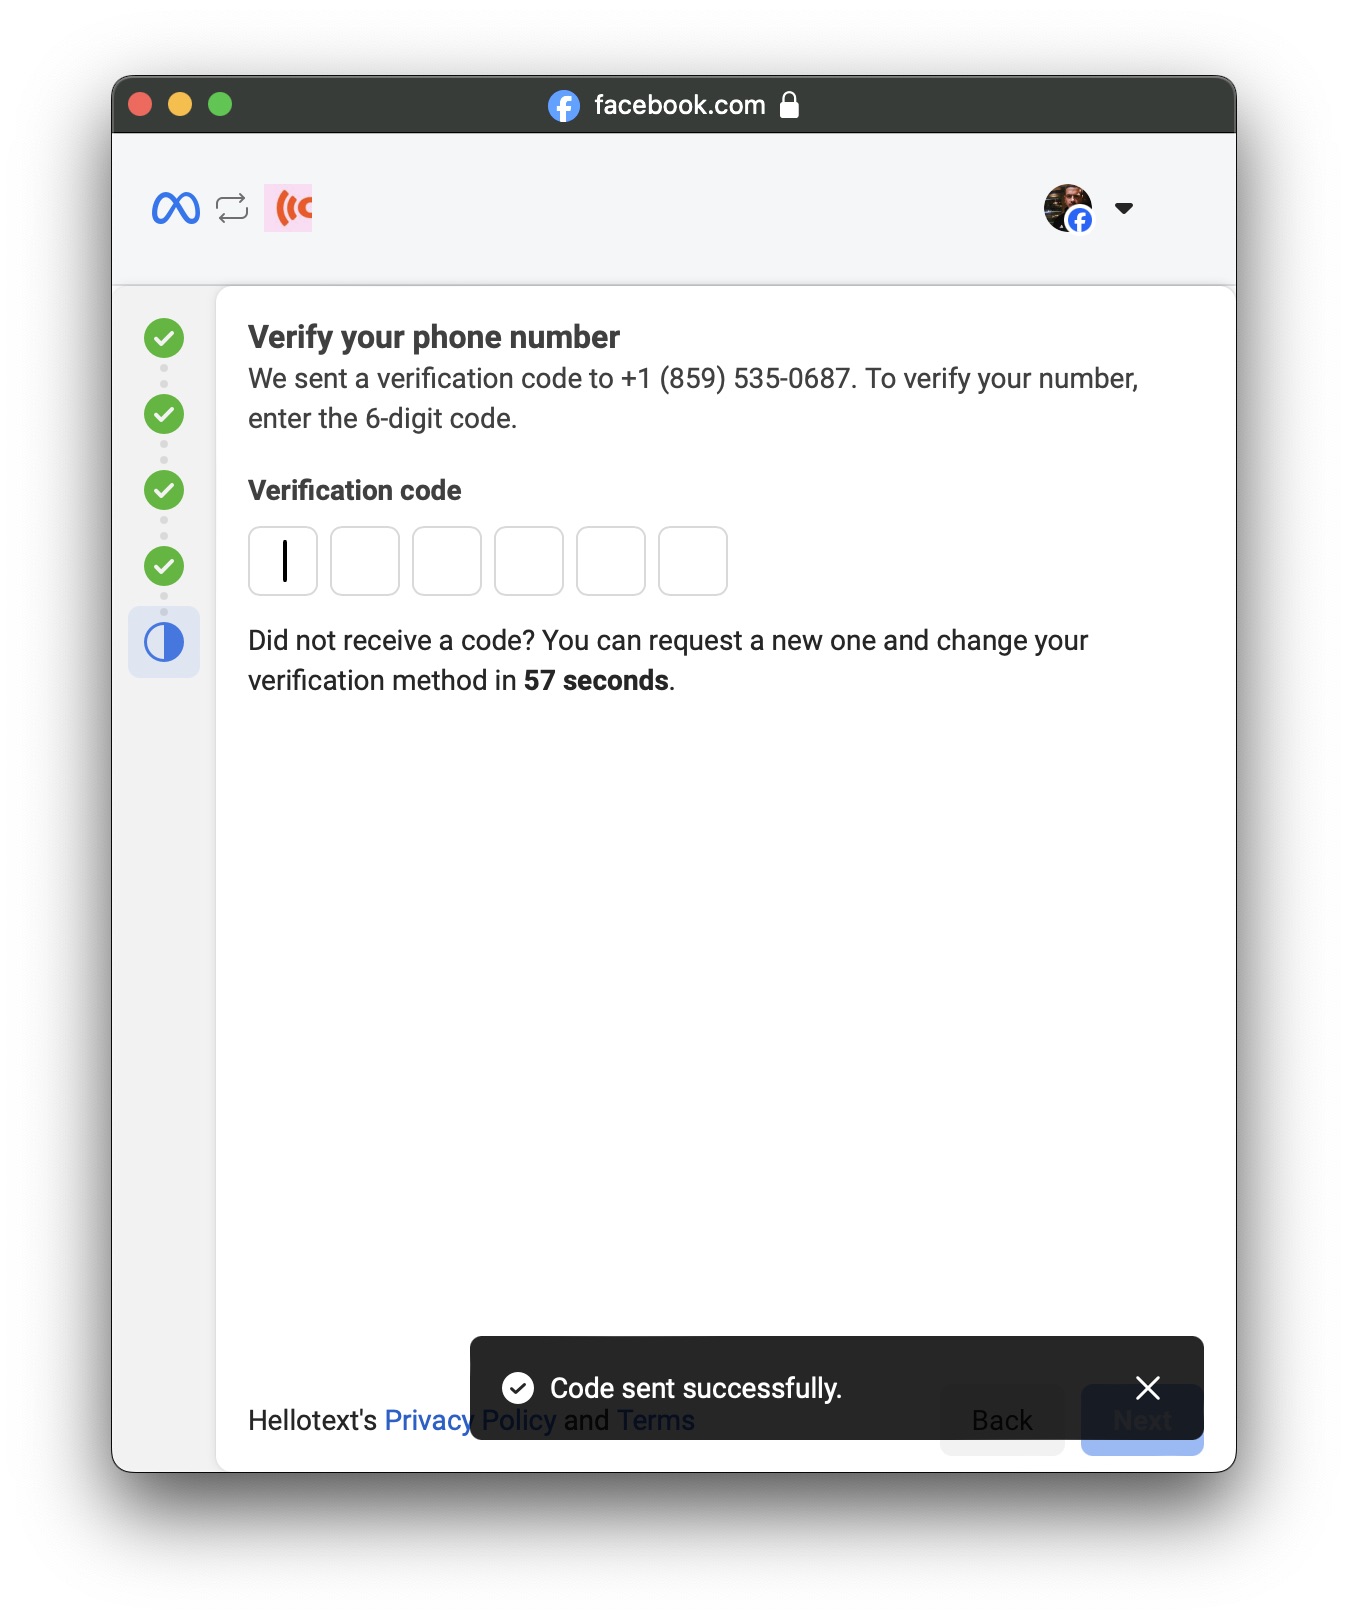 facebook.com
Verify your phone number
We sent a verification code to +1 (859) 535-0687. To verify your number,
enter the 6-digit code.
Verification code
Did not receive a code? You can request a new one and change your
verification method in 57 seconds.
Code sent successfully.
Hellotext's Privacy Policy and Terms
Back
Next